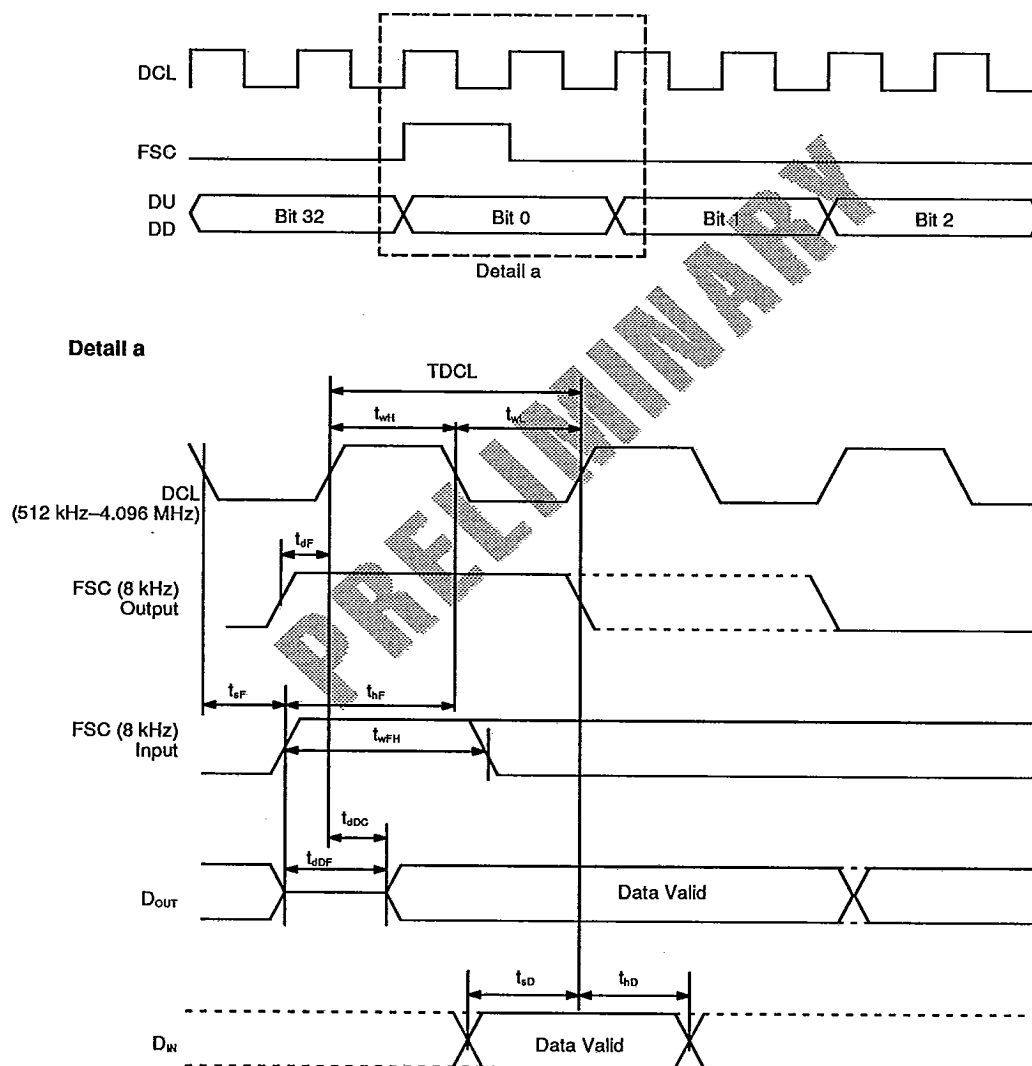 DCL
FSC
DU
DD
Bit 32
Bit 0
Bit 1
Bit 2
Detail a
Detail a
TDCL
twH
twL
DCL
(512 kHz–4.096 MHz)
tdF
FSC (8 kHz)
Output
tsF
thF
FSC (8 kHz)
Input
twFH
tdDC
tdDF
DOUT
Data Valid
tsD
thD
DIN
Data Valid
PRELIMINARY